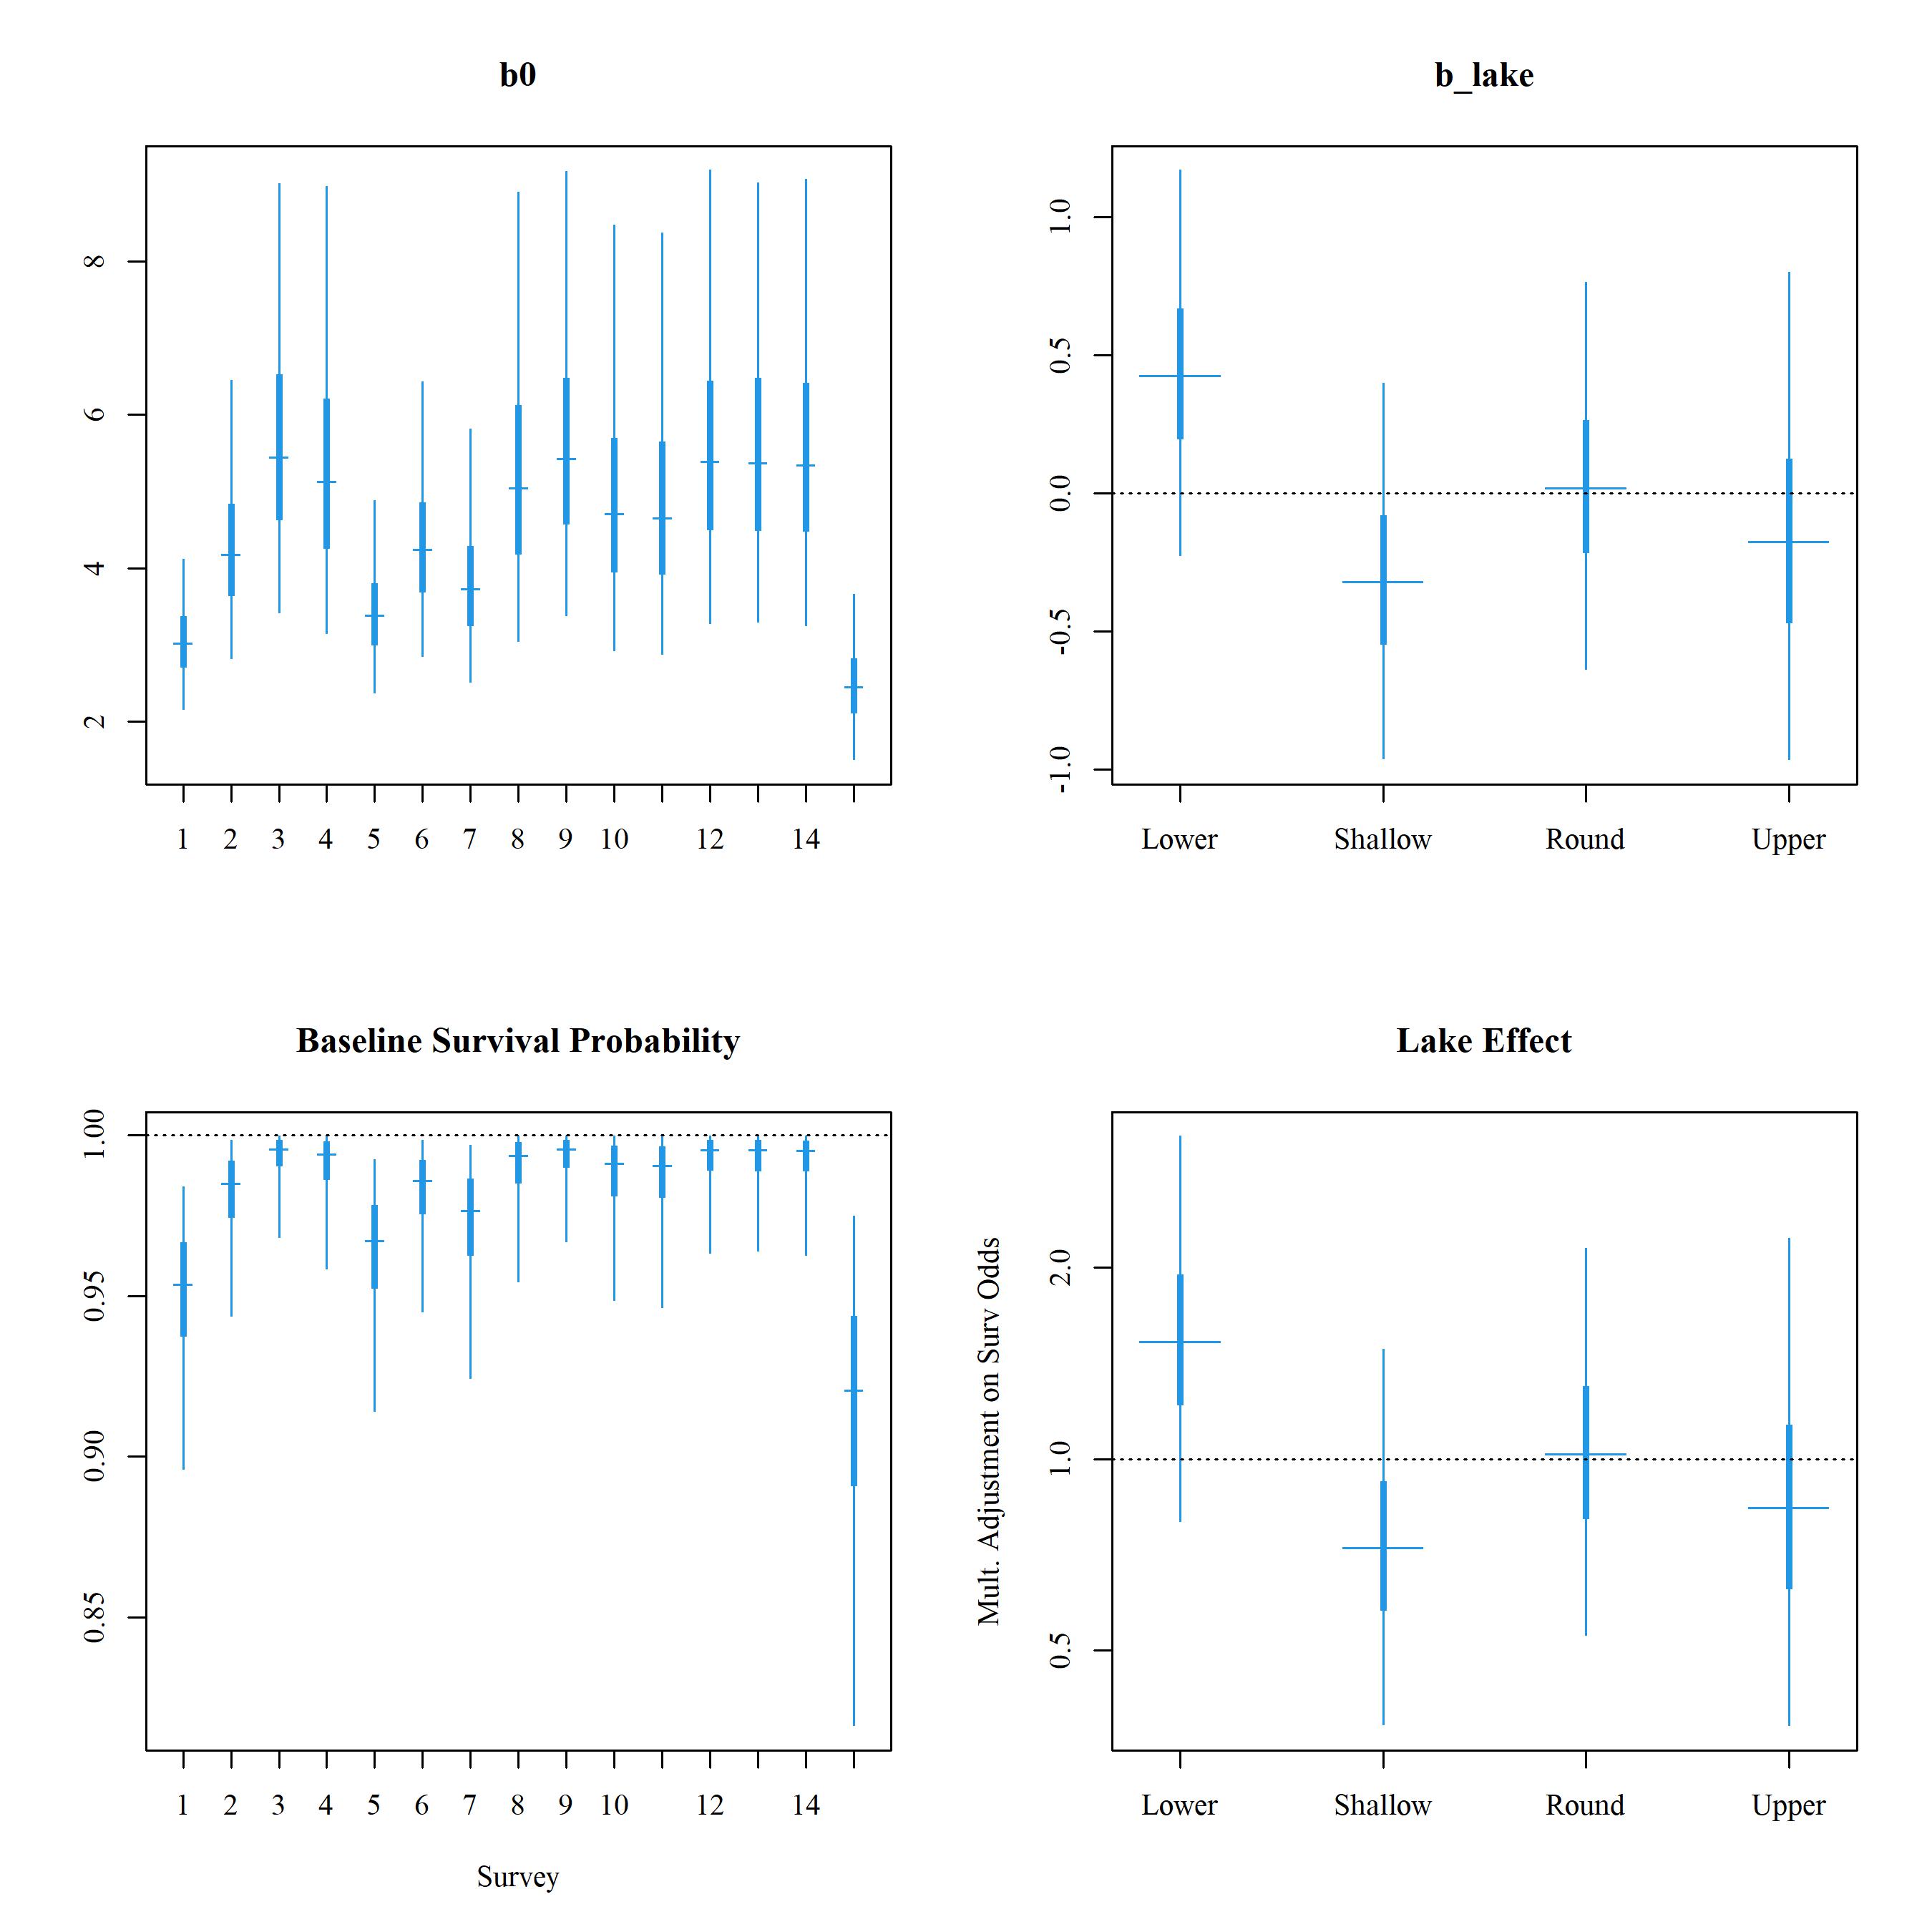 b0
8
6
4
2
1 2 3 4 5 6 7 8 9 10 12 14
b_lake
1.0
0.5
0.0
-0.5
-1.0
Lower Shallow Round Upper
Baseline Survival Probability
1.00
0.95
0.90
0.85
1 2 3 4 5 6 7 8 9 10 12 14
Survey
Lake Effect
Mult. Adjustment on Surv Odds
2.0
1.0
0.5
Lower Shallow Round Upper